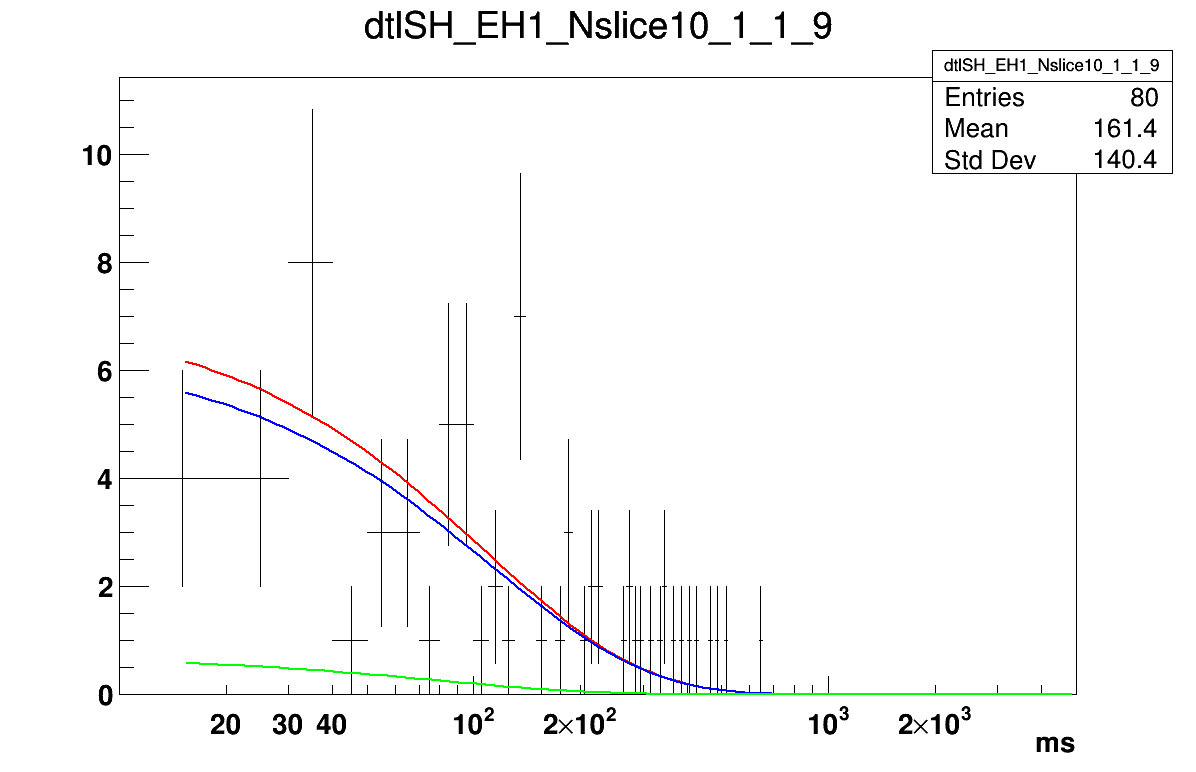 dtlSH_EH1_Nslice10_1_1_9
dtlSH_EH1_Nslice10_1_1_9
Entries 80
Mean 161.4
Std Dev 140.4
10
8
6
4
2
0
20 30 40 10² 2×10² 10³ 2×10³
ms